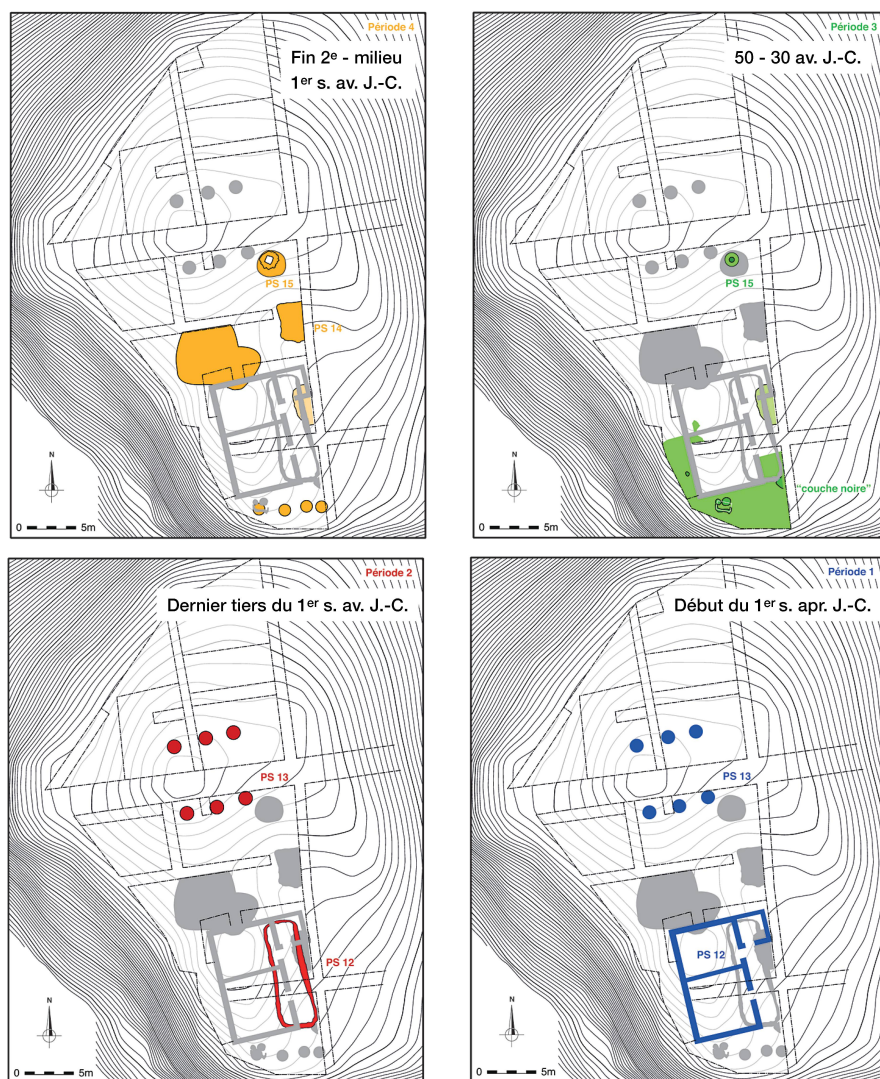 Période 4
Fin 2e - milieu
1er s. av. J.-C.
PS 15
PS 14
N
0 5m
Période 3
50 - 30 av. J.-C.
PS 15
"couche noire"
N
0 5m
Période 2
Dernier tiers du 1er s. av. J.-C.
PS 13
PS 12
N
0 5m
Période 1
Début du 1er s. apr. J.-C.
PS 13
PS 12
N
0 5m